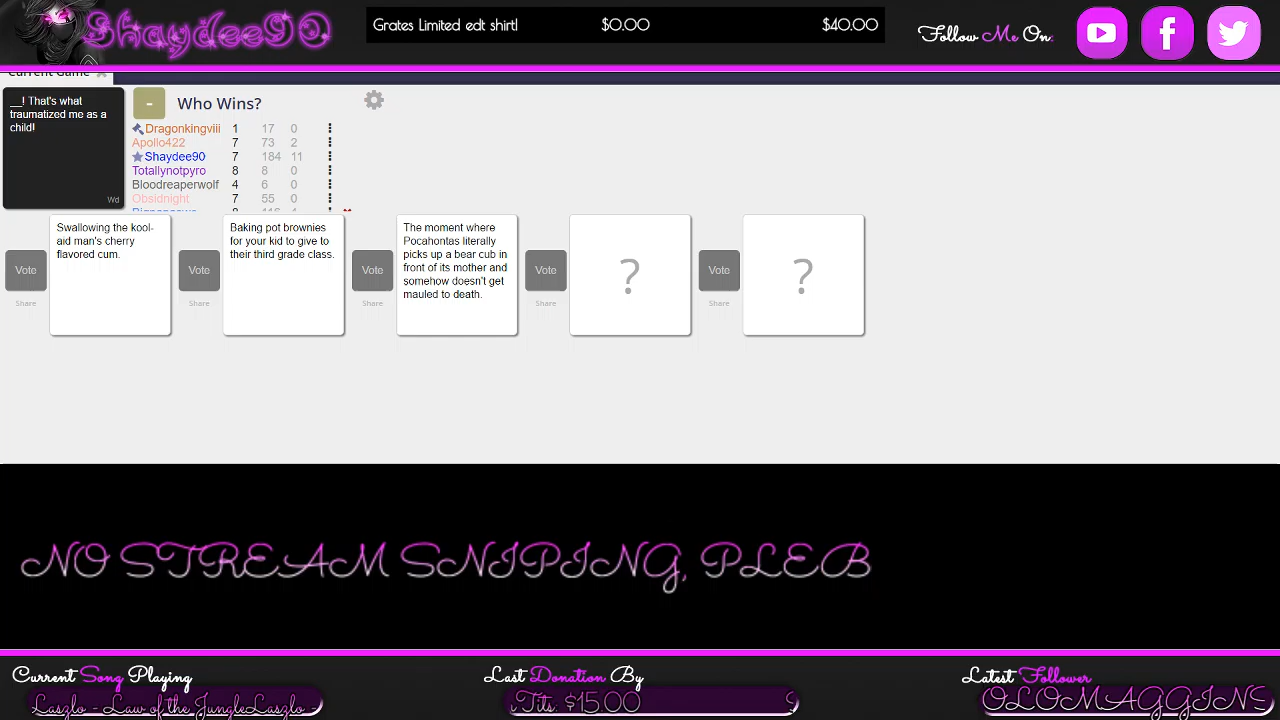 Shaydee90
Grates Limited edt shirt! $0.00 $40.00
Follow Me On:
Current Game
__! That's what
traumatized me as a
child!
Wd
- Who Wins?
Dragonkingviii 1 17 0
Apollo422 7 73 2
Shaydee90 7 184 11
Totallynotpyro 8 8 0
Bloodreaperwolf 4 6 0
Obsidnight 7 55 0
Vote
Share
Swallowing the kool-
aid man's cherry
flavored cum.
Vote
Share
Baking pot brownies
for your kid to give to
their third grade class.
Vote
Share
The moment where
Pocahontas literally
picks up a bear cub in
front of its mother and
somehow doesn't get
mauled to death.
Vote
Share
?
Vote
Share
?
NO STREAM SNIPING, PLEB
Current Song Playing
Laszlo - Law of the JungleLaszlo -
Last Donation By
Tits: $15.00
Latest Follower
OLOMAGGINS